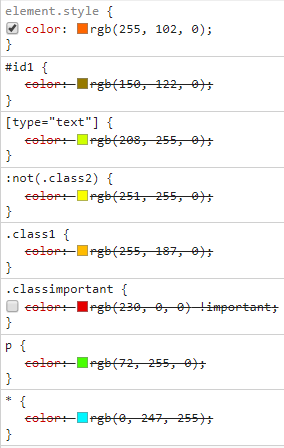 element.style {
color: rgb(255, 102, 0);
}
#id1 {
color: rgb(150, 122, 0);
}
[type="text"] {
color: rgb(208, 255, 0);
}
:not(.class2) {
color: rgb(251, 255, 0);
}
.class1 {
color: rgb(255, 187, 0);
}
.classimportant {
color: rgb(230, 0, 0) !important;
}
p {
color: rgb(72, 255, 0);
}
* {
color: rgb(0, 247, 255);
}